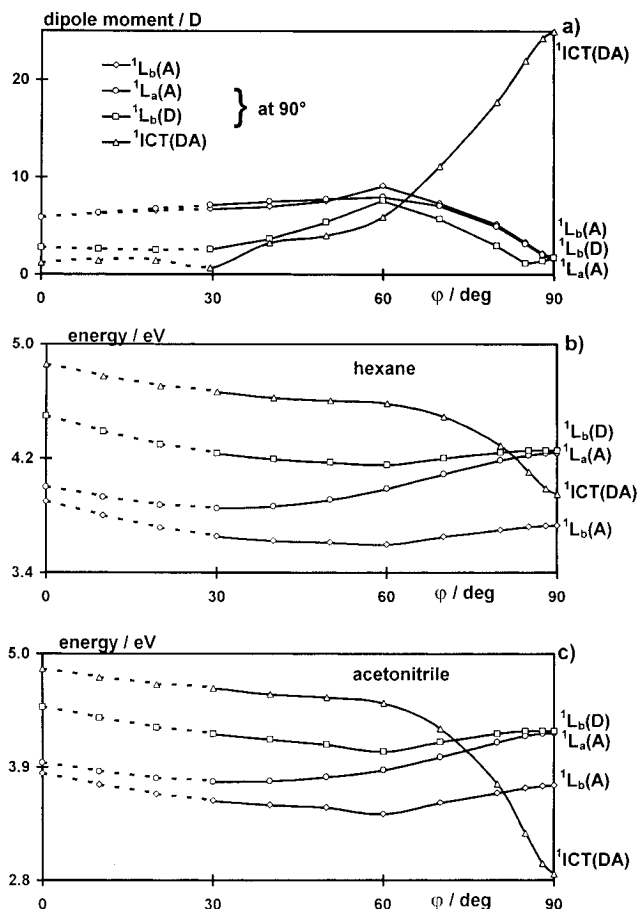 dipole moment / D
a)
20
10
0
¹L_b(A)
¹L_a(A)
¹L_b(D)
¹ICT(DA)
} at 90°
¹ICT(DA)
¹L_b(A)
¹L_b(D)
¹L_a(A)
0 30 60 90
φ / deg
energy / eV
b)
5.0
4.2
3.4
hexane
¹L_b(D)
¹L_a(A)
¹ICT(DA)
¹L_b(A)
0 30 60 90
φ / deg
energy / eV
c)
5.0
3.9
2.8
acetonitrile
¹L_b(D)
¹L_a(A)
¹L_b(A)
¹ICT(DA)
0 30 60 φ / deg 90